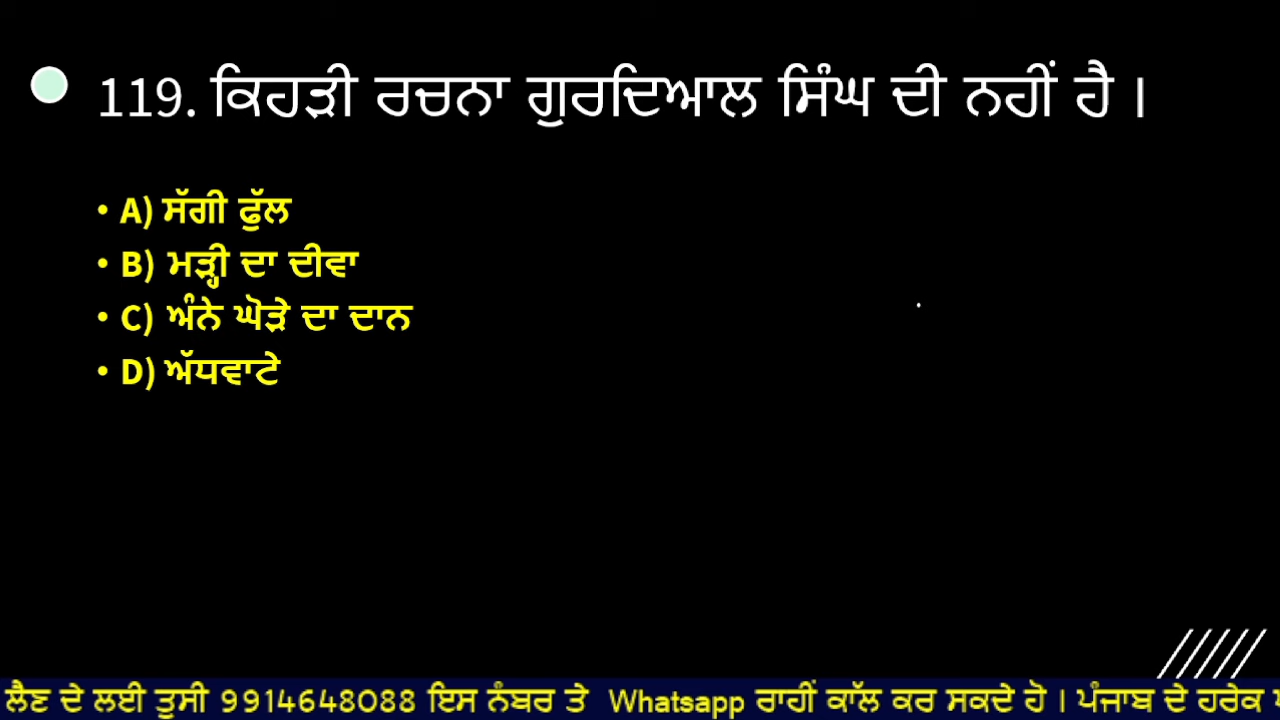 119. ਕਿਹੜੀ ਰਚਨਾ ਗੁਰਦਿਆਲ ਸਿੰਘ ਦੀ ਨਹੀਂ ਹੈ ।
• A) ਸੱਗੀ ਫੁੱਲ
• B) ਮੜ੍ਹੀ ਦਾ ਦੀਵਾ
• C) ਅੰਨੇ ਘੋੜੇ ਦਾ ਦਾਨ
• D) ਅੱਧਵਾਟੇ
ਲੈਣ ਦੇ ਲਈ ਤੁਸੀ 9914648088 ਇਸ ਨੰਬਰ ਤੇ Whatsapp ਰਾਹੀਂ ਕਾੱਲ ਕਰ ਸਕਦੇ ਹੋ । ਪੰਜਾਬ ਦੇ ਹਰੇਕ